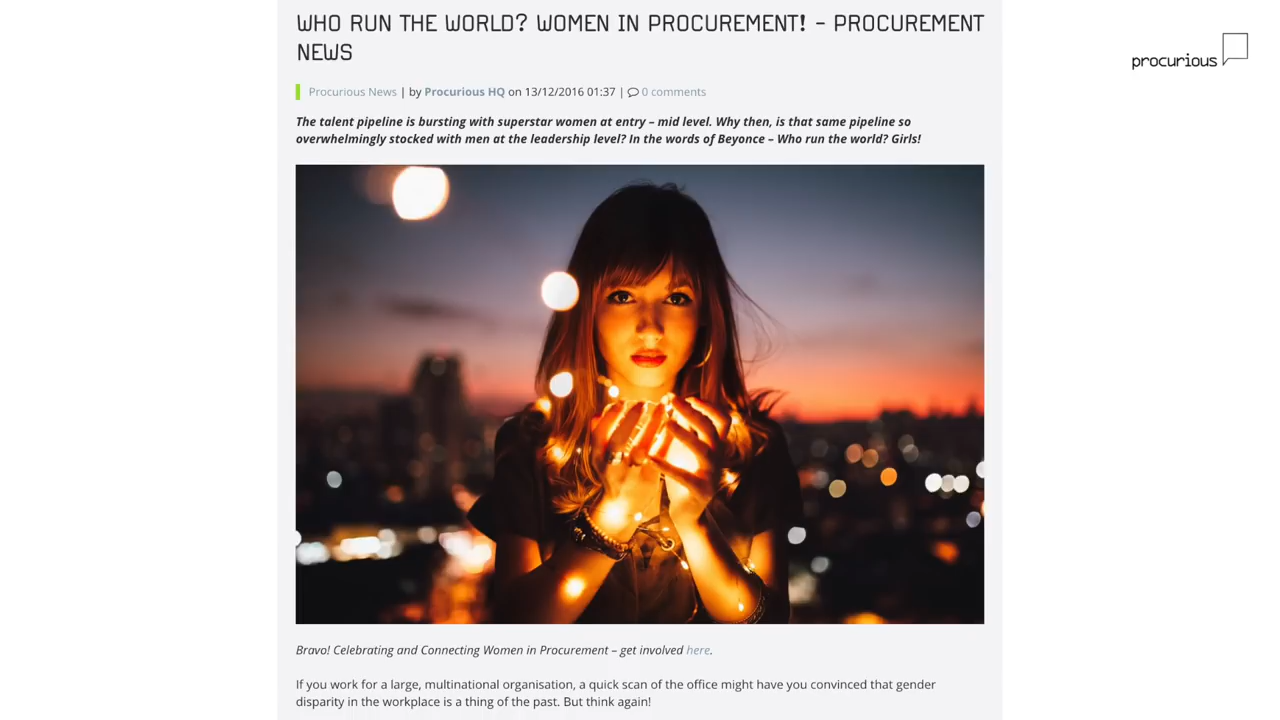 WHO RUN THE WORLD? WOMEN IN PROCUREMENT! – PROCUREMENT
NEWS
procurious
Procurious News | by Procurious HQ on 13/12/2016 01:37 | 0 comments
The talent pipeline is bursting with superstar women at entry – mid level. Why then, is that same pipeline so
overwhelmingly stocked with men at the leadership level? In the words of Beyonce – Who run the world? Girls!
Bravo! Celebrating and Connecting Women in Procurement – get involved here.
If you work for a large, multinational organisation, a quick scan of the office might have you convinced that gender
disparity in the workplace is a thing of the past. But think again!